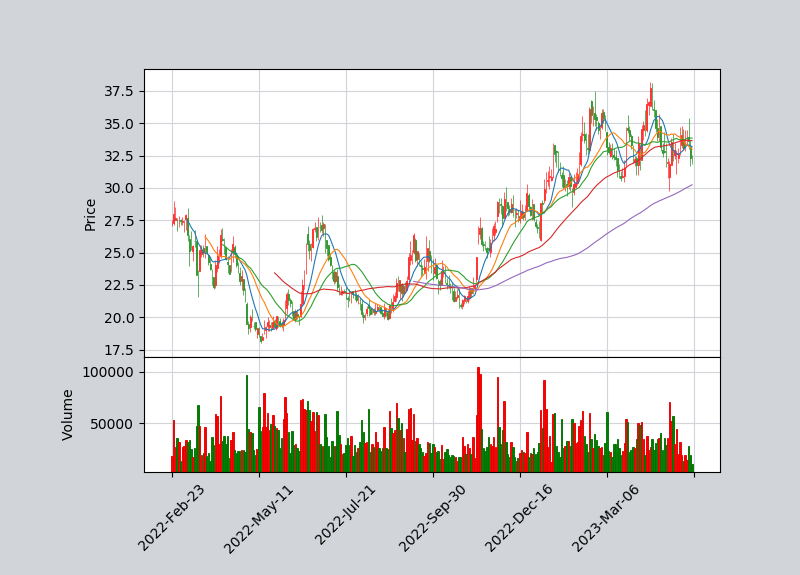 Price
37.5
35.0
32.5
30.0
27.5
25.0
22.5
20.0
17.5
Volume
100000
50000
2022-Feb-23
2022-May-11
2022-Jul-21
2022-Sep-30
2022-Dec-16
2023-Mar-06